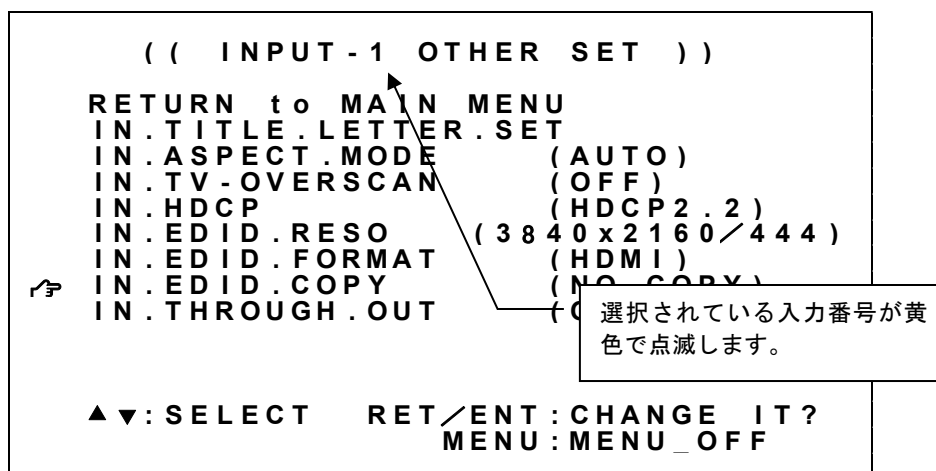 (( INPUT-1 OTHER SET ))
RETURN to MAIN MENU
IN.TITLE.LETTER.SET
IN.ASPECT.MODE (AUTO)
IN.TV-OVERSCAN (OFF)
IN.HDCP (HDCP2.2)
IN.EDID.RESO (3840x2160/444)
IN.EDID.FORMAT (HDMI)
IN.EDID.COPY (NO COPY)
IN.THROUGH.OUT
選択されている入力番号が黄
色で点滅します。
▲▼:SELECT RET/ENT:CHANGE IT?
MENU:MENU_OFF